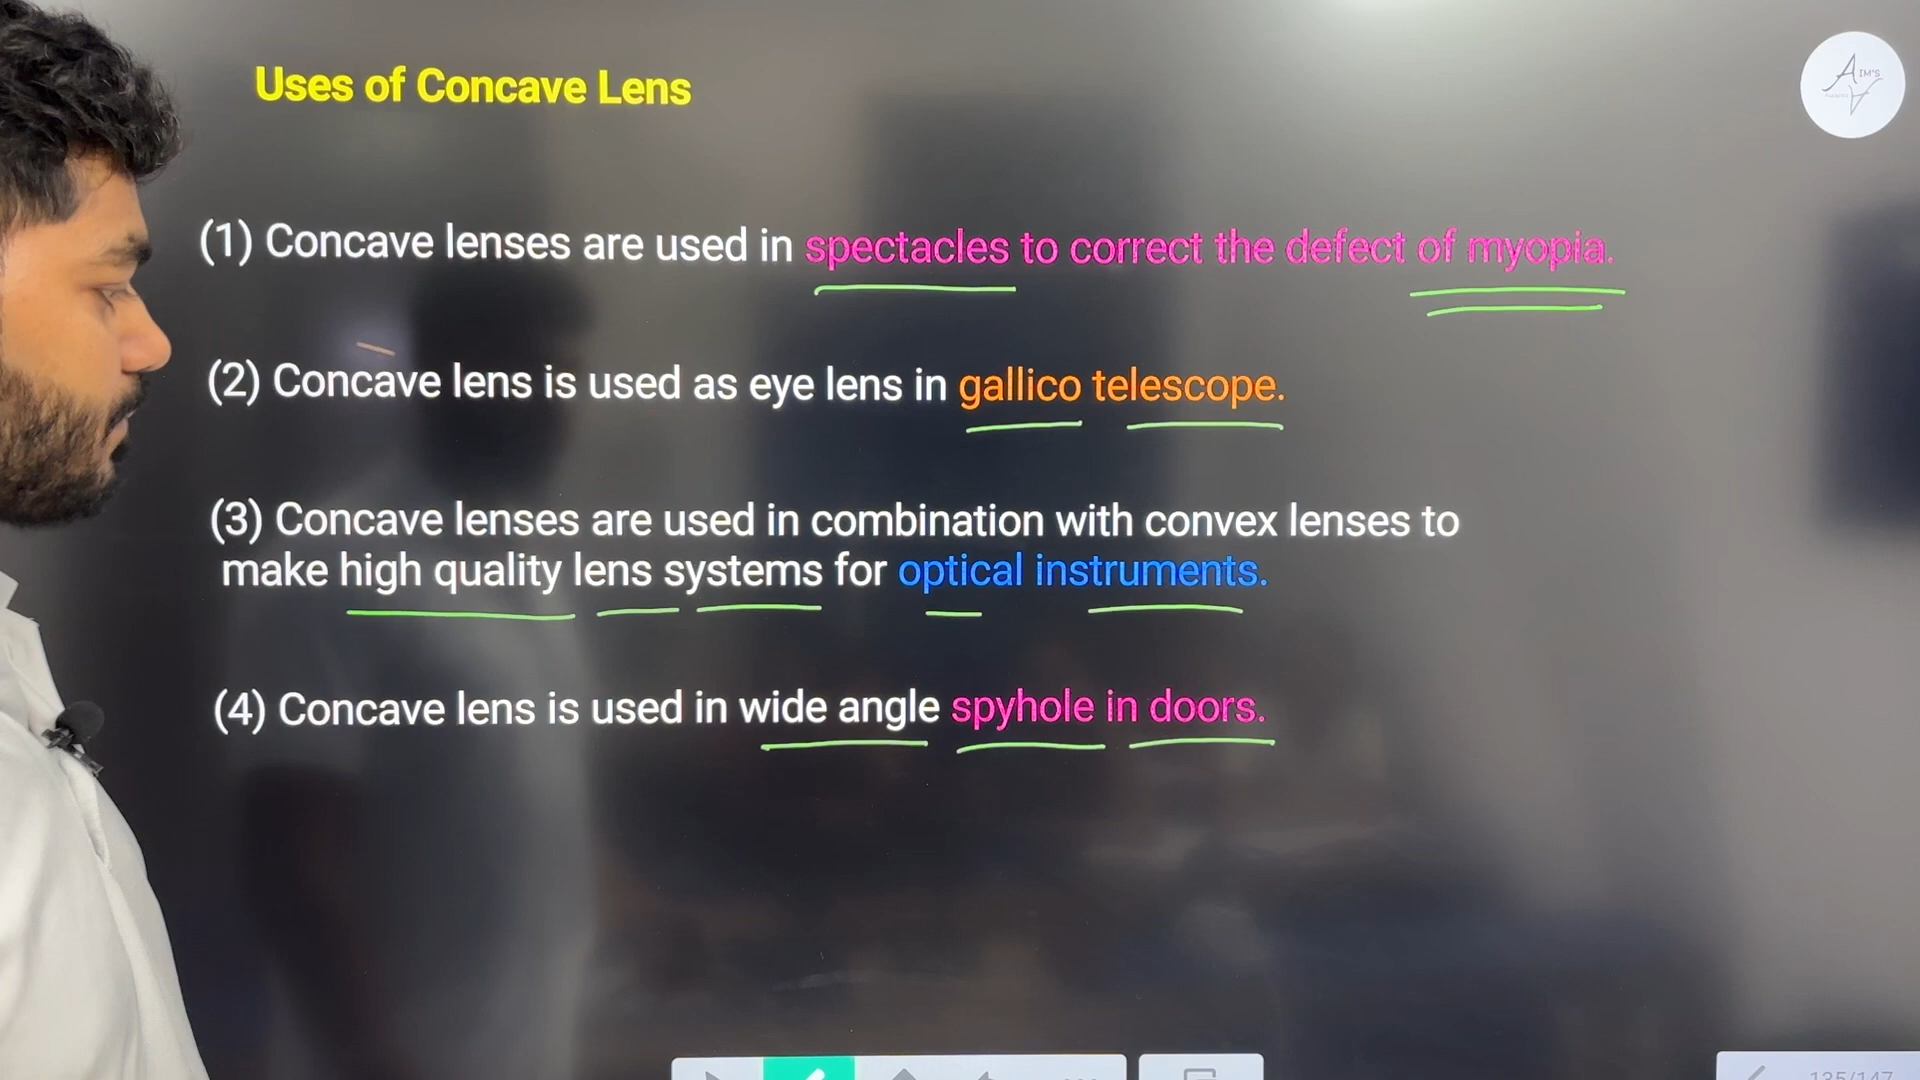 Uses of Concave Lens
AIM'S
(1) Concave lenses are used in spectacles to correct the defect of myopia.
(2) Concave lens is used as eye lens in gallico telescope.
(3) Concave lenses are used in combination with convex lenses to
make high quality lens systems for optical instruments.
(4) Concave lens is used in wide angle spyhole in doors.
135/147